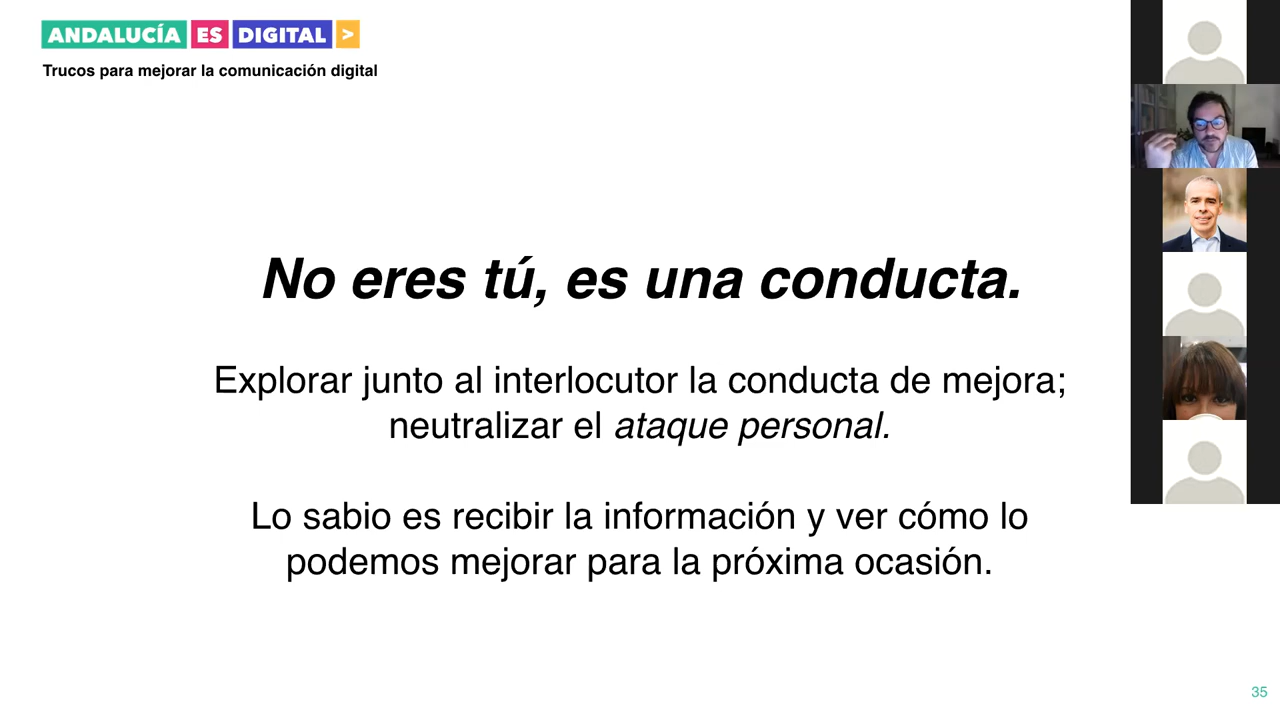 ANDALUCÍA ES DIGITAL >
Trucos para mejorar la comunicación digital
No eres tú, es una conducta.
Explorar junto al interlocutor la conducta de mejora;
neutralizar el ataque personal.
Lo sabio es recibir la información y ver cómo lo
podemos mejorar para la próxima ocasión.
35